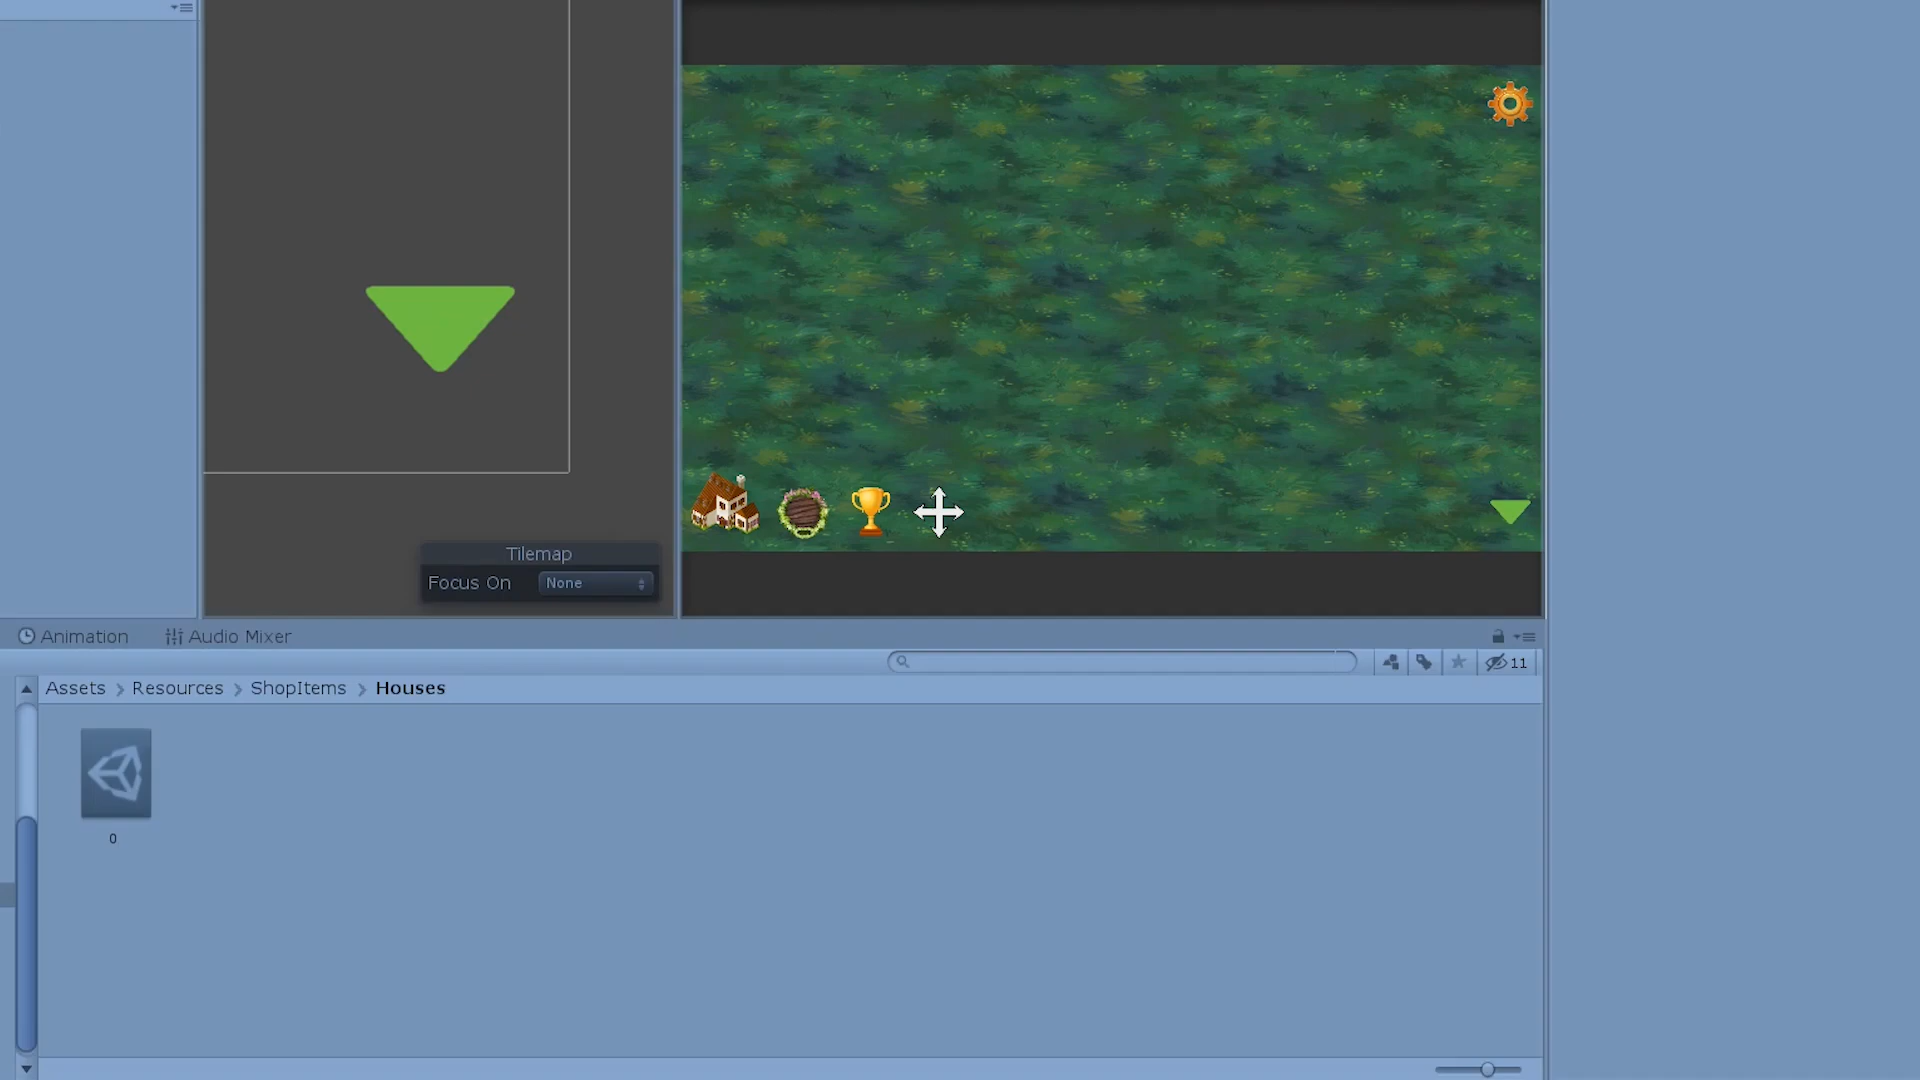 Tilemap
Focus On None
Animation Audio Mixer
11
Assets Resources ShopItems Houses
0